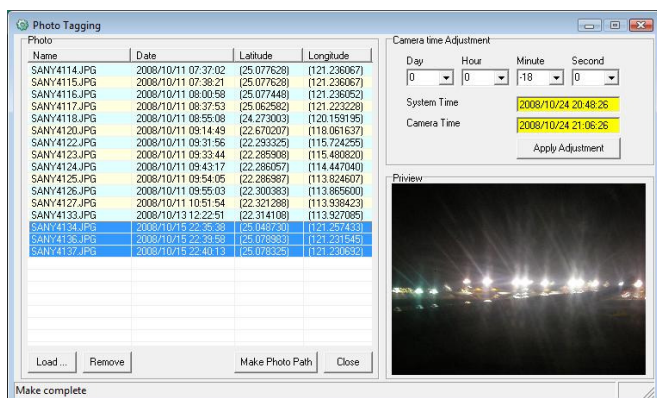 Photo Tagging
Photo
Name Date Latitude Longitude
SANY4114.JPG 2008/10/11 07:37:02 (25.077628) (121.236067)
SANY4115.JPG 2008/10/11 07:38:21 (25.077628) (121.236067)
SANY4116.JPG 2008/10/11 08:00:58 (25.077448) (121.236052)
SANY4117.JPG 2008/10/11 08:37:53 (25.062582) (121.223228)
SANY4118.JPG 2008/10/11 08:55:08 (24.273003) (120.159195)
SANY4120.JPG 2008/10/11 09:14:49 (22.670207) (118.061637)
SANY4122.JPG 2008/10/11 09:31:56 (22.293325) (115.724255)
SANY4123.JPG 2008/10/11 09:33:44 (22.285908) (115.480820)
SANY4124.JPG 2008/10/11 09:43:17 (22.286057) (114.447040)
SANY4125.JPG 2008/10/11 09:54:05 (22.286987) (113.824607)
SANY4126.JPG 2008/10/11 09:55:03 (22.300383) (113.865600)
SANY4127.JPG 2008/10/11 10:51:54 (22.321288) (113.938423)
SANY4133.JPG 2008/10/13 12:22:51 (22.314108) (113.927085)
SANY4134.JPG 2008/10/15 22:35:38 (25.048730) (121.257433)
SANY4136.JPG 2008/10/15 22:39:58 (25.078983) (121.231545)
SANY4137.JPG 2008/10/15 22:40:13 (25.078325) (121.230692)
Load ... Remove Make Photo Path Close
Make complete
Camera time Adjustment
Day Hour Minute Second
0 0 -18 0
System Time 2008/10/24 20:48:26
Camera Time 2008/10/24 21:06:26
Apply Adjustment
Priview